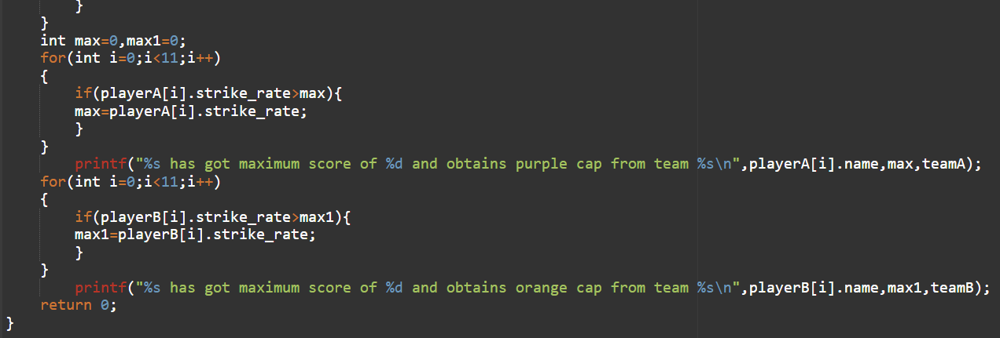 }
}
int max=0,max1=0;
for(int i=0;i<11;i++)
{
if(playerA[i].strike_rate>max){
max=playerA[i].strike_rate;
}
}
printf("%s has got maximum score of %d and obtains purple cap from team %s\n",playerA[i].name,max,teamA);
for(int i=0;i<11;i++)
{
if(playerB[i].strike_rate>max1){
max1=playerB[i].strike_rate;
}
}
printf("%s has got maximum score of %d and obtains orange cap from team %s\n",playerB[i].name,max1,teamB);
return 0;
}